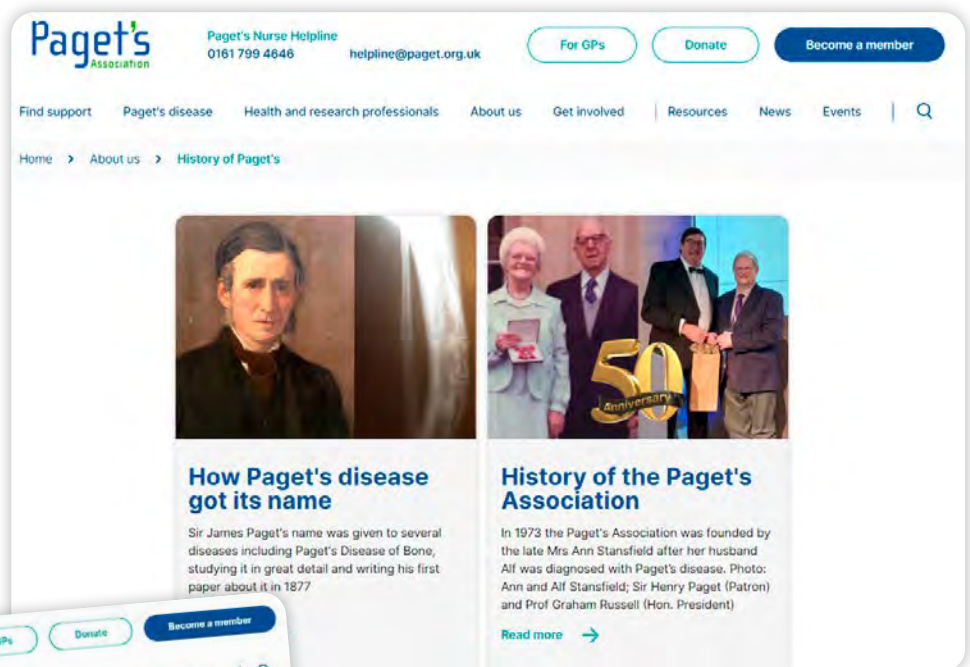 Paget's
Association
Paget's Nurse Helpline
0161 799 4646 helpline@paget.org.uk
For GPs Donate Become a member
Find support Paget's disease Health and research professionals About us Get involved Resources News Events
Home > About us > History of Paget's
50
Anniversary
How Paget's disease
got its name
Sir James Paget's name was given to several
diseases including Paget's Disease of Bone,
studying it in great detail and writing his first
paper about it in 1877
History of the Paget's
Association
In 1973 the Paget's Association was founded by
the late Mrs Ann Stansfield after her husband
Alf was diagnosed with Paget's disease. Photo:
Ann and Alf Stansfield; Sir Henry Paget (Patron)
and Prof Graham Russell (Hon. President)
Read more
GPs Donate Become a member